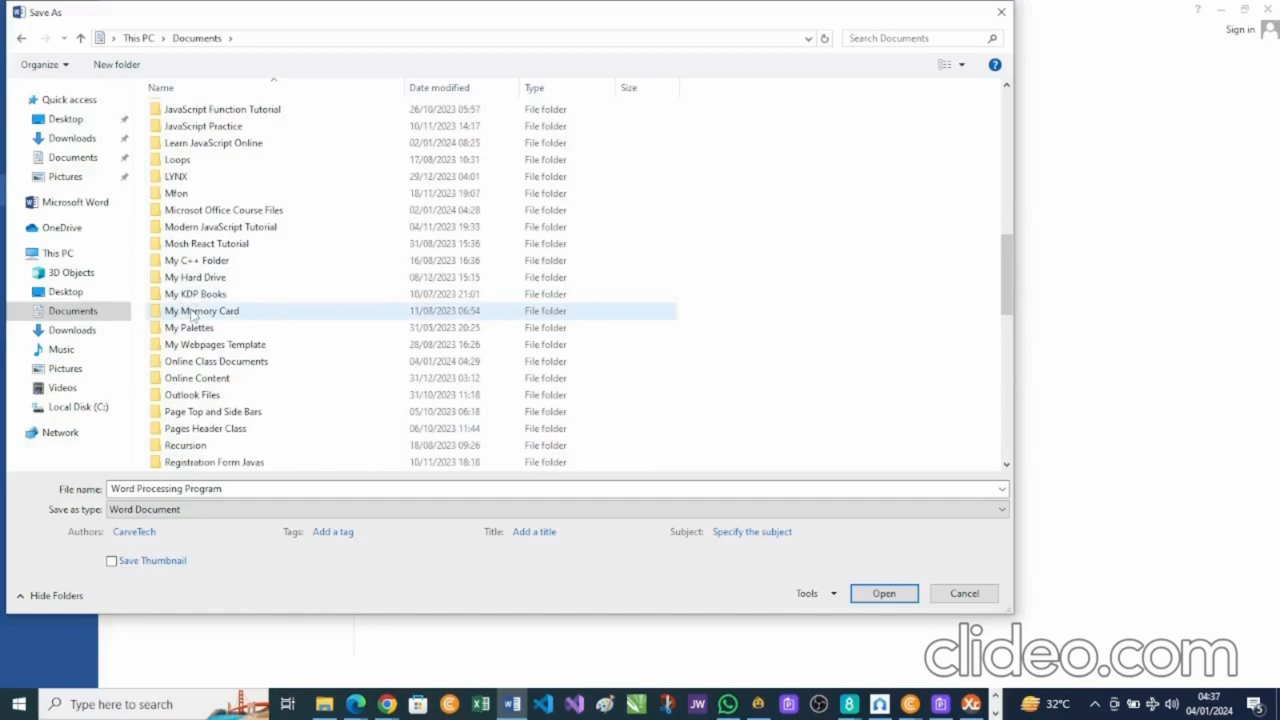 Save As
This PC > Documents >
Search Documents
Sign in
Organize
New folder
Name
Date modified
Type
Size
Quick access
Desktop
Downloads
Documents
Pictures
Microsoft Word
OneDrive
This PC
3D Objects
Desktop
Documents
Downloads
Music
Pictures
Videos
Local Disk (C:)
Network
JavaScript Function Tutorial 26/10/2023 05:57 File folder
JavaScript Practice 10/11/2023 14:17 File folder
Learn JavaScript Online 02/01/2024 08:25 File folder
Loops 17/08/2023 10:31 File folder
LYNX 29/12/2023 04:01 File folder
Mfon 18/11/2023 19:07 File folder
Microsot Office Course Files 02/01/2024 04:28 File folder
Modern JavaScript Tutorial 04/11/2023 19:33 File folder
Mosh React Tutorial 31/08/2023 15:36 File folder
My C++ Folder 16/08/2023 16:36 File folder
My Hard Drive 08/12/2023 15:15 File folder
My KDP Books 10/07/2023 21:01 File folder
My Memory Card 11/08/2023 06:54 File folder
My Palettes 31/05/2023 20:25 File folder
My Webpages Template 28/08/2023 16:26 File folder
Online Class Documents 04/01/2024 04:29 File folder
Online Content 31/12/2023 03:12 File folder
Outlook Files 31/10/2023 11:18 File folder
Page Top and Side Bars 05/10/2023 06:18 File folder
Pages Header Class 06/10/2023 11:44 File folder
Recursion 18/08/2023 09:26 File folder
Registration Form Javas 10/11/2023 18:18 File folder
File name: Word Processing Program
Save as type: Word Document
Authors: CarveTech
Tags: Add a tag
Title: Add a title
Subject: Specify the subject
Save Thumbnail
Hide Folders
Tools
Open
Cancel
clideo.com
Type here to search
32°C
04:37
04/01/2024